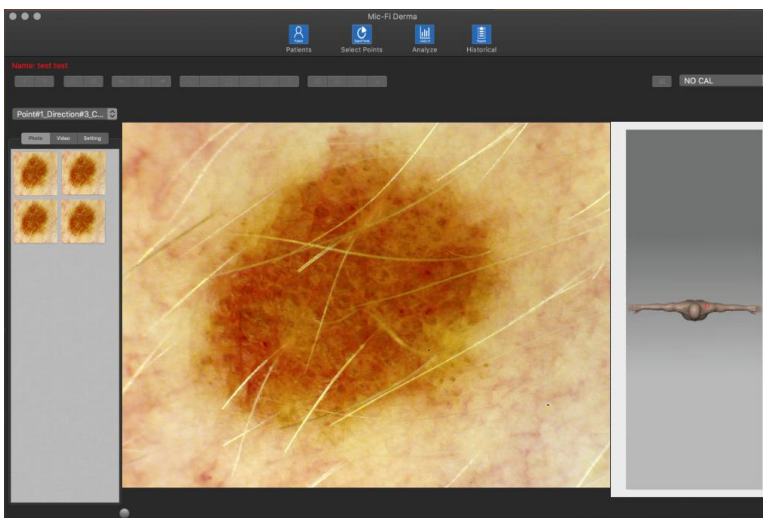 Mic-Fi Derma
Patients
Select Points
Analyze
Historical
Name: test test
NO CAL
Point#1_Direction#3_C...
Photo
Video
Setting